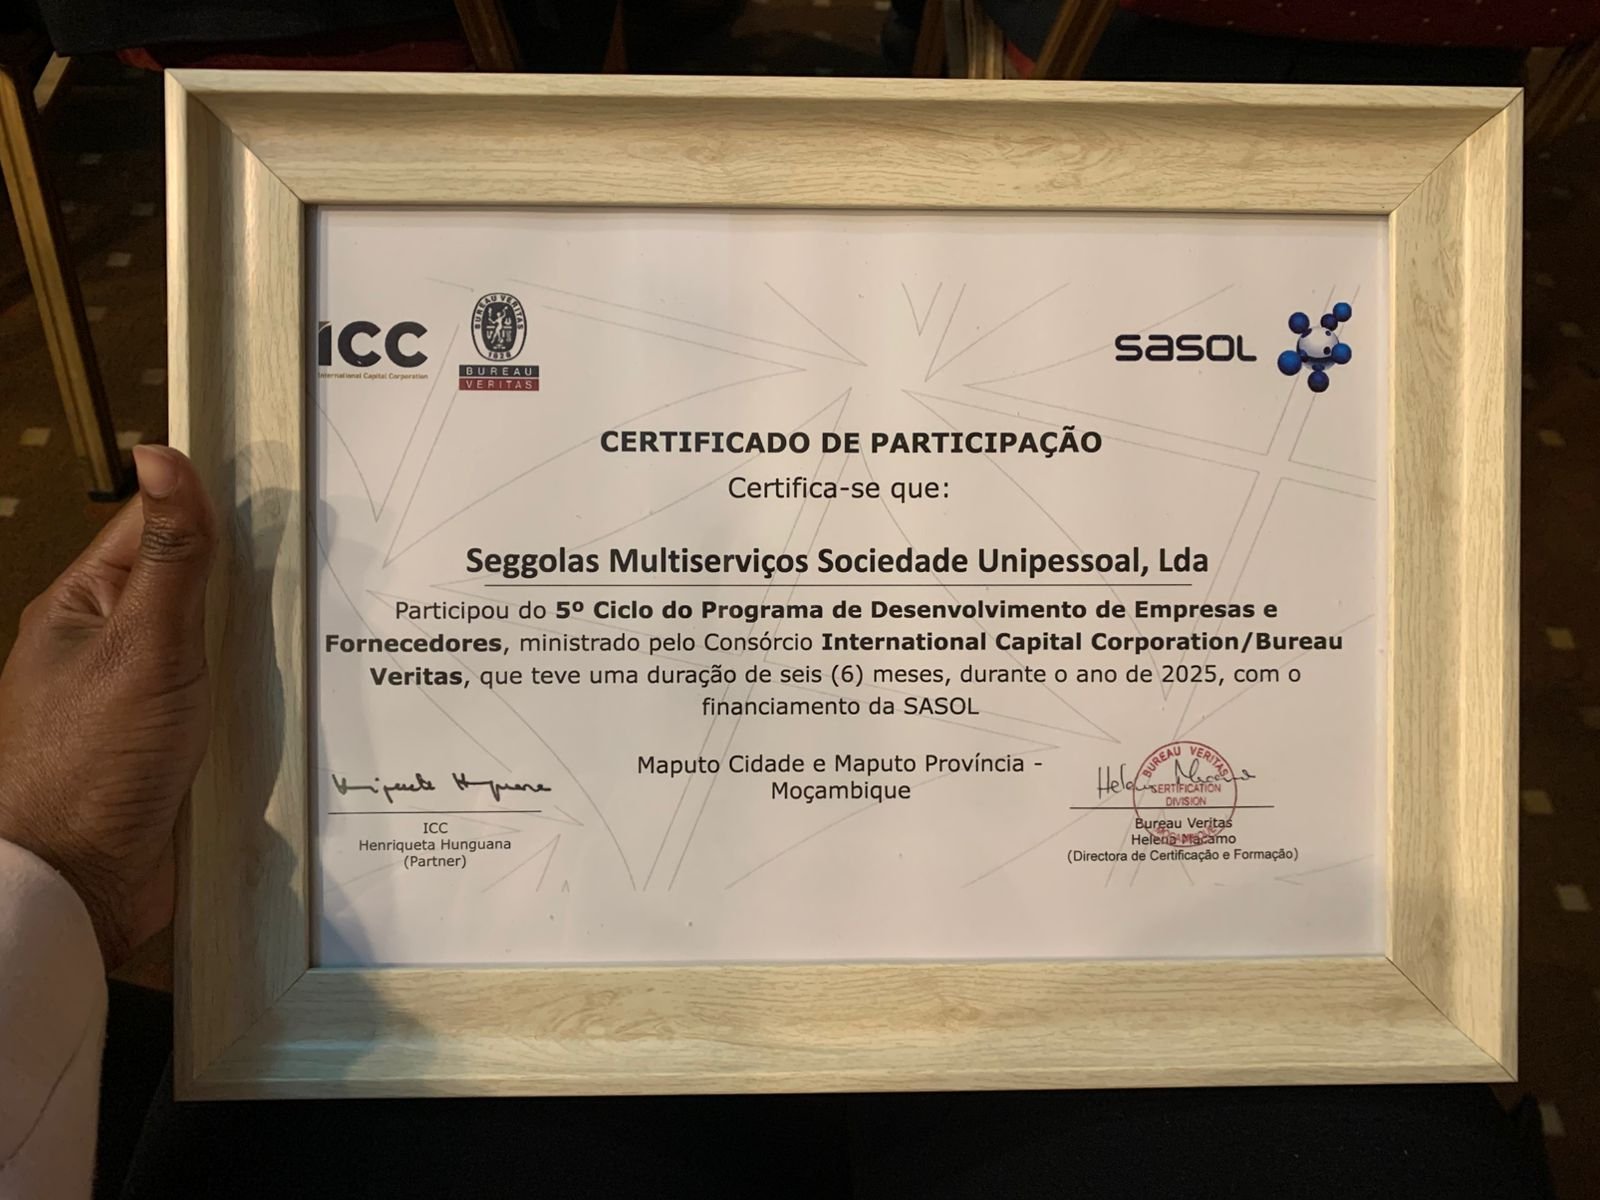 ICC
International Capital Corporation
BUREAU VERITAS
1828
BUREAU
VERITAS
sasol
CERTIFICADO DE PARTICIPAÇÃO
Certifica-se que:
Seggolas Multiserviços Sociedade Unipessoal, Lda
Participou do 5º Ciclo do Programa de Desenvolvimento de Empresas e
Fornecedores, ministrado pelo Consórcio International Capital Corporation/Bureau
Veritas, que teve uma duração de seis (6) meses, durante o ano de 2025, com o
financiamento da SASOL
Maputo Cidade e Maputo Província -
Moçambique
ICC
Henriqueta Hunguana
(Partner)
BUREAU VERITAS
CERTIFICATION
DIVISION
MOÇAMBIQUE
Bureau Veritas
Helena Macamo
(Directora de Certificação e Formação)